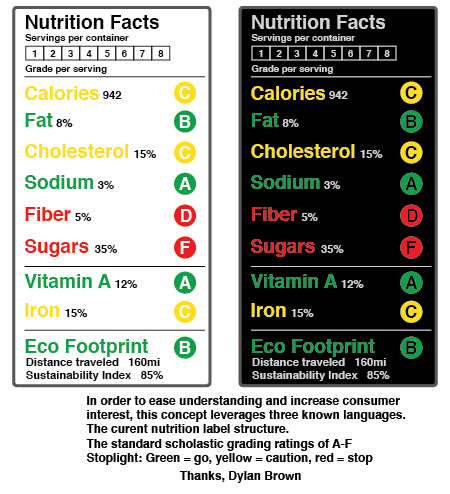 Nutrition Facts
Servings per container
1 2 3 4 5 6 7 8
Grade per serving
Calories 942 C
Fat 8% B
Cholesterol 15% C
Sodium 3% A
Fiber 5% D
Sugars 35% F
Vitamin A 12% A
Iron 15% C
Eco Footprint B
Distance traveled 160mi
Sustainability Index 85%
Nutrition Facts
Servings per container
1 2 3 4 5 6 7 8
Grade per serving
Calories 942 C
Fat 8% B
Cholesterol 15% C
Sodium 3% A
Fiber 5% D
Sugars 35% F
Vitamin A 12% A
Iron 15% C
Eco Footprint B
Distance traveled 160mi
Sustainability Index 85%
In order to ease understanding and increase consumer
interest, this concept leverages three known languages.
The curent nutrition label structure.
The standard scholastic grading ratings of A-F
Stoplight: Green = go, yellow = caution, red = stop
Thanks, Dylan Brown